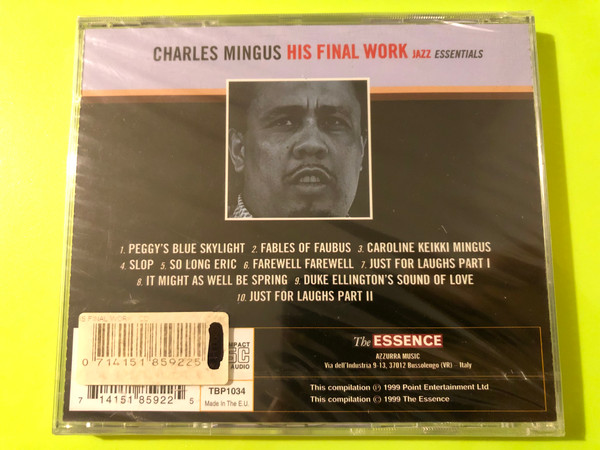 CHARLES MINGUS HIS FINAL WORK JAZZ ESSENTIALS
1. PEGGY'S BLUE SKYLIGHT 2. FABLES OF FAUBUS 3. CAROLINE KEIKKI MINGUS
4. SLOP 5. SO LONG ERIC 6. FAREWELL FAREWELL 7. JUST FOR LAUGHS PART I
8. IT MIGHT AS WELL BE SPRING 9. DUKE ELLINGTON'S SOUND OF LOVE
10. JUST FOR LAUGHS PART II
S FINAL WORK
0 714151 859225
7 14151 85922 5
COMPACT
AUDIO
TBP1034
Made in The E.U.
The ESSENCE
AZZURRA MUSIC
Via dell'Industria 9-13, 37012 Bussolengo (VR) - Italy
This compilation ℗ 1999 Point Entertainment Ltd
This compilation © 1999 The Essence